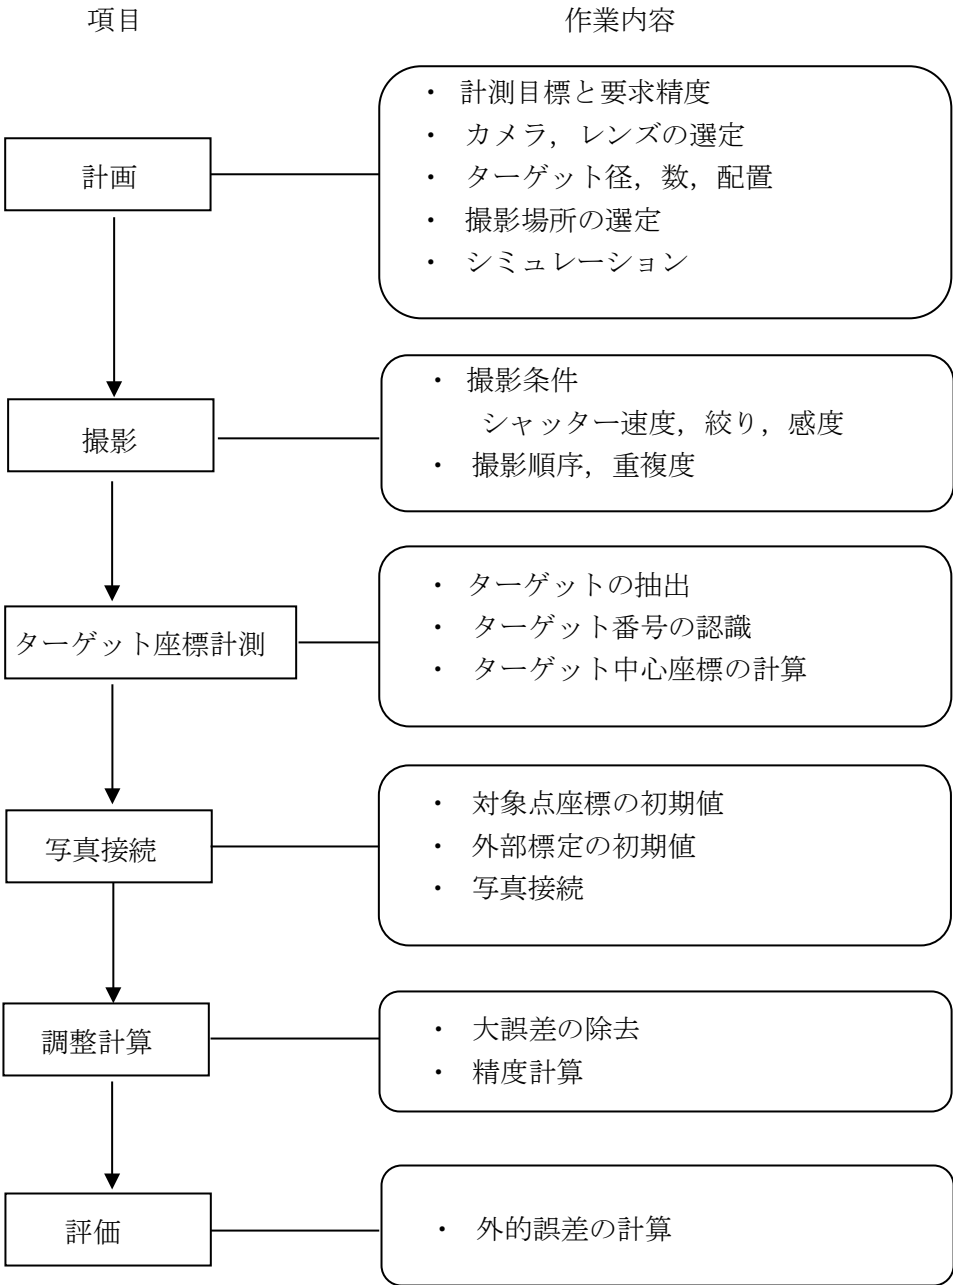 項目 作業内容
計画
・ 計測目標と要求精度
・ カメラ，レンズの選定
・ ターゲット径，数，配置
・ 撮影場所の選定
・ シミュレーション
撮影
・ 撮影条件
シャッター速度，絞り，感度
・ 撮影順序，重複度
ターゲット座標計測
・ ターゲットの抽出
・ ターゲット番号の認識
・ ターゲット中心座標の計算
写真接続
・ 対象点座標の初期値
・ 外部標定の初期値
・ 写真接続
調整計算
・ 大誤差の除去
・ 精度計算
評価
・ 外的誤差の計算